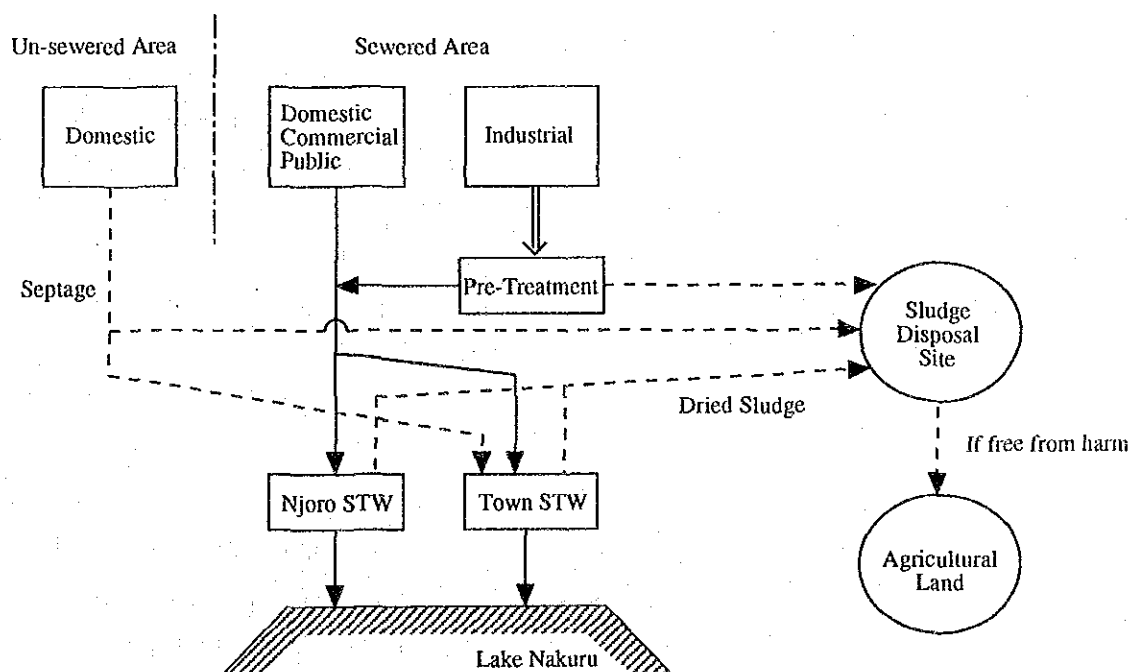 Un-sewered Area
Sewered Area
Domestic
Domestic
Commercial
Public
Industrial
Septage
Pre-Treatment
Sludge
Disposal
Site
Dried Sludge
If free from harm
Njoro STW
Town STW
Agricultural
Land
Lake Nakuru